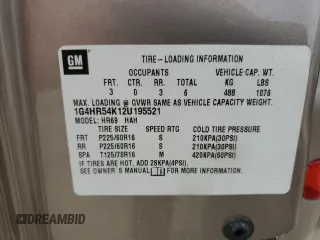 GM
TIRE-LOADING INFORMATION
OCCUPANTS VEHICLE CAP. WT.
FRT CTR RR TOTAL KG LBS
3 0 3 6 488 1076
MAX. LOADING @ GVWR SAME AS VEHICLE CAPACITY WEIGHT.
1G4HR54K12U195521
MODEL: HR69 HAH
TIRE SIZE SPEED RTG COLD TIRE PRESSURE
FRT P225/60R16 S 210KPA(30PSI)
RR P225/60R16 S 210KPA(30PSI)
SPA T125/70R16 M 420KPA(60PSI)
IF TIRES ARE HOT, ADD 28KPA(4PSI).
SEE OWNER'S MANUAL FOR ADDITIONAL INFORMATION
BIDHISTORY